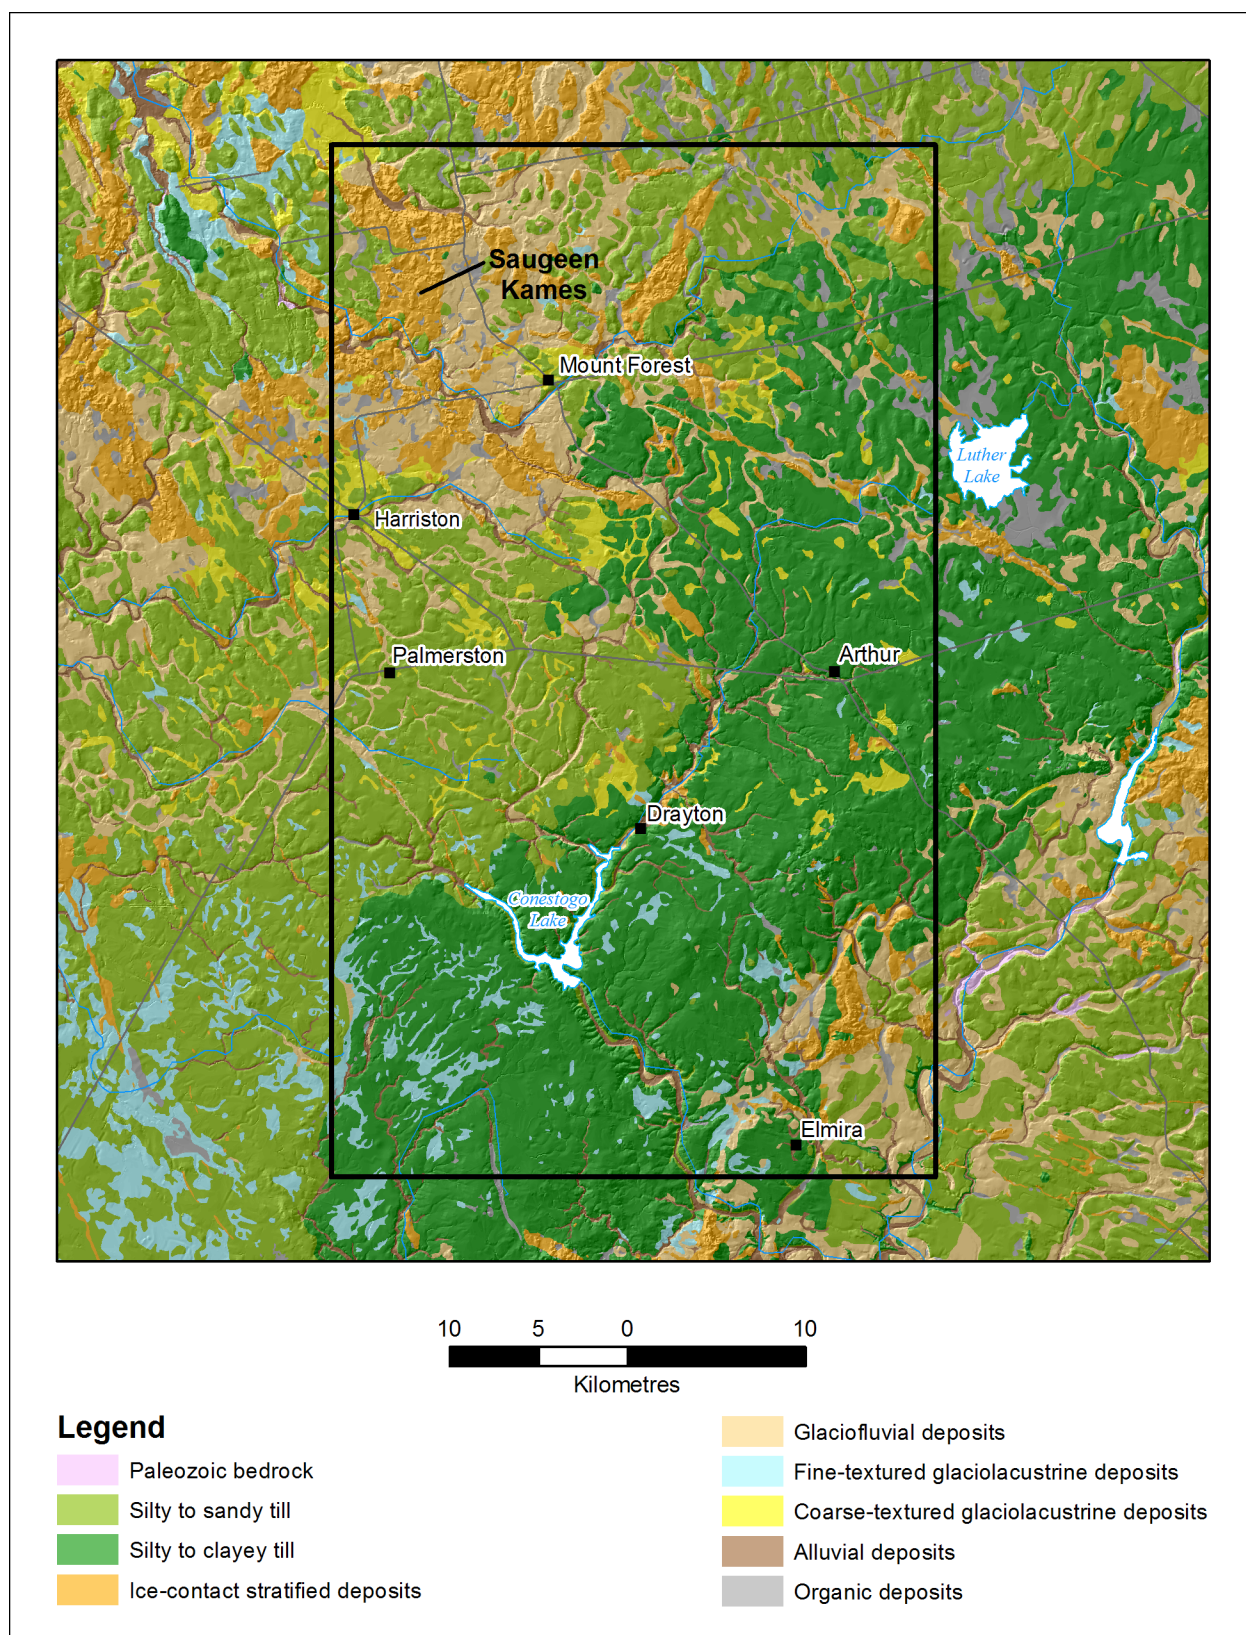 Saugeen
Kames
Mount Forest
Luther
Lake
Harriston
Palmerston
Arthur
Drayton
Conestogo
Lake
Elmira
10 5 0 10
Kilometres
Legend
Paleozoic bedrock
Silty to sandy till
Silty to clayey till
Ice-contact stratified deposits
Glaciofluvial deposits
Fine-textured glaciolacustrine deposits
Coarse-textured glaciolacustrine deposits
Alluvial deposits
Organic deposits